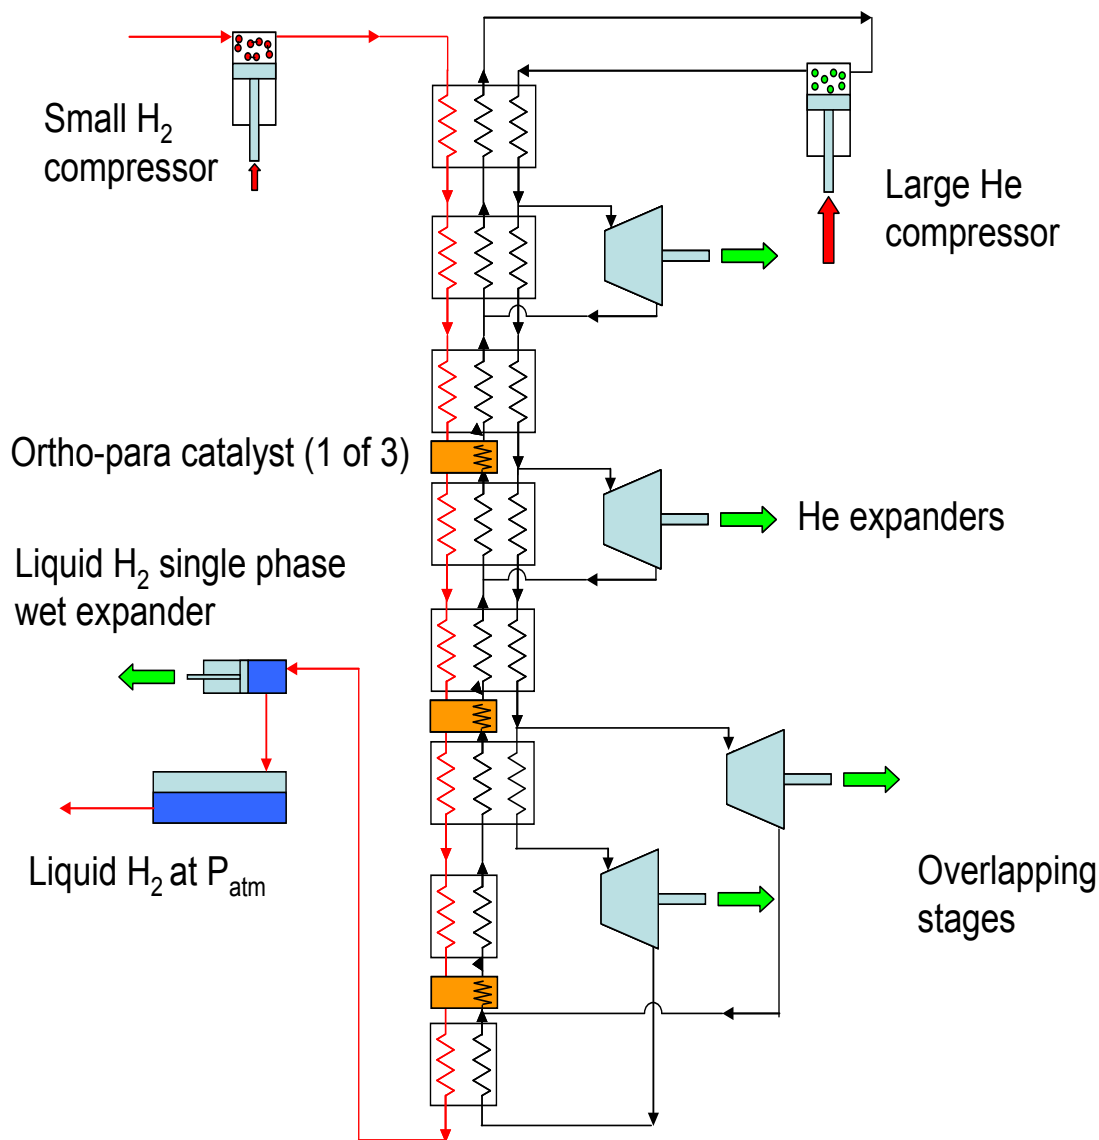 Small H₂
compressor
Large He
compressor
Ortho-para catalyst (1 of 3)
He expanders
Liquid H₂ single phase
wet expander
Liquid H₂ at Pₐₜₘ
Overlapping
stages